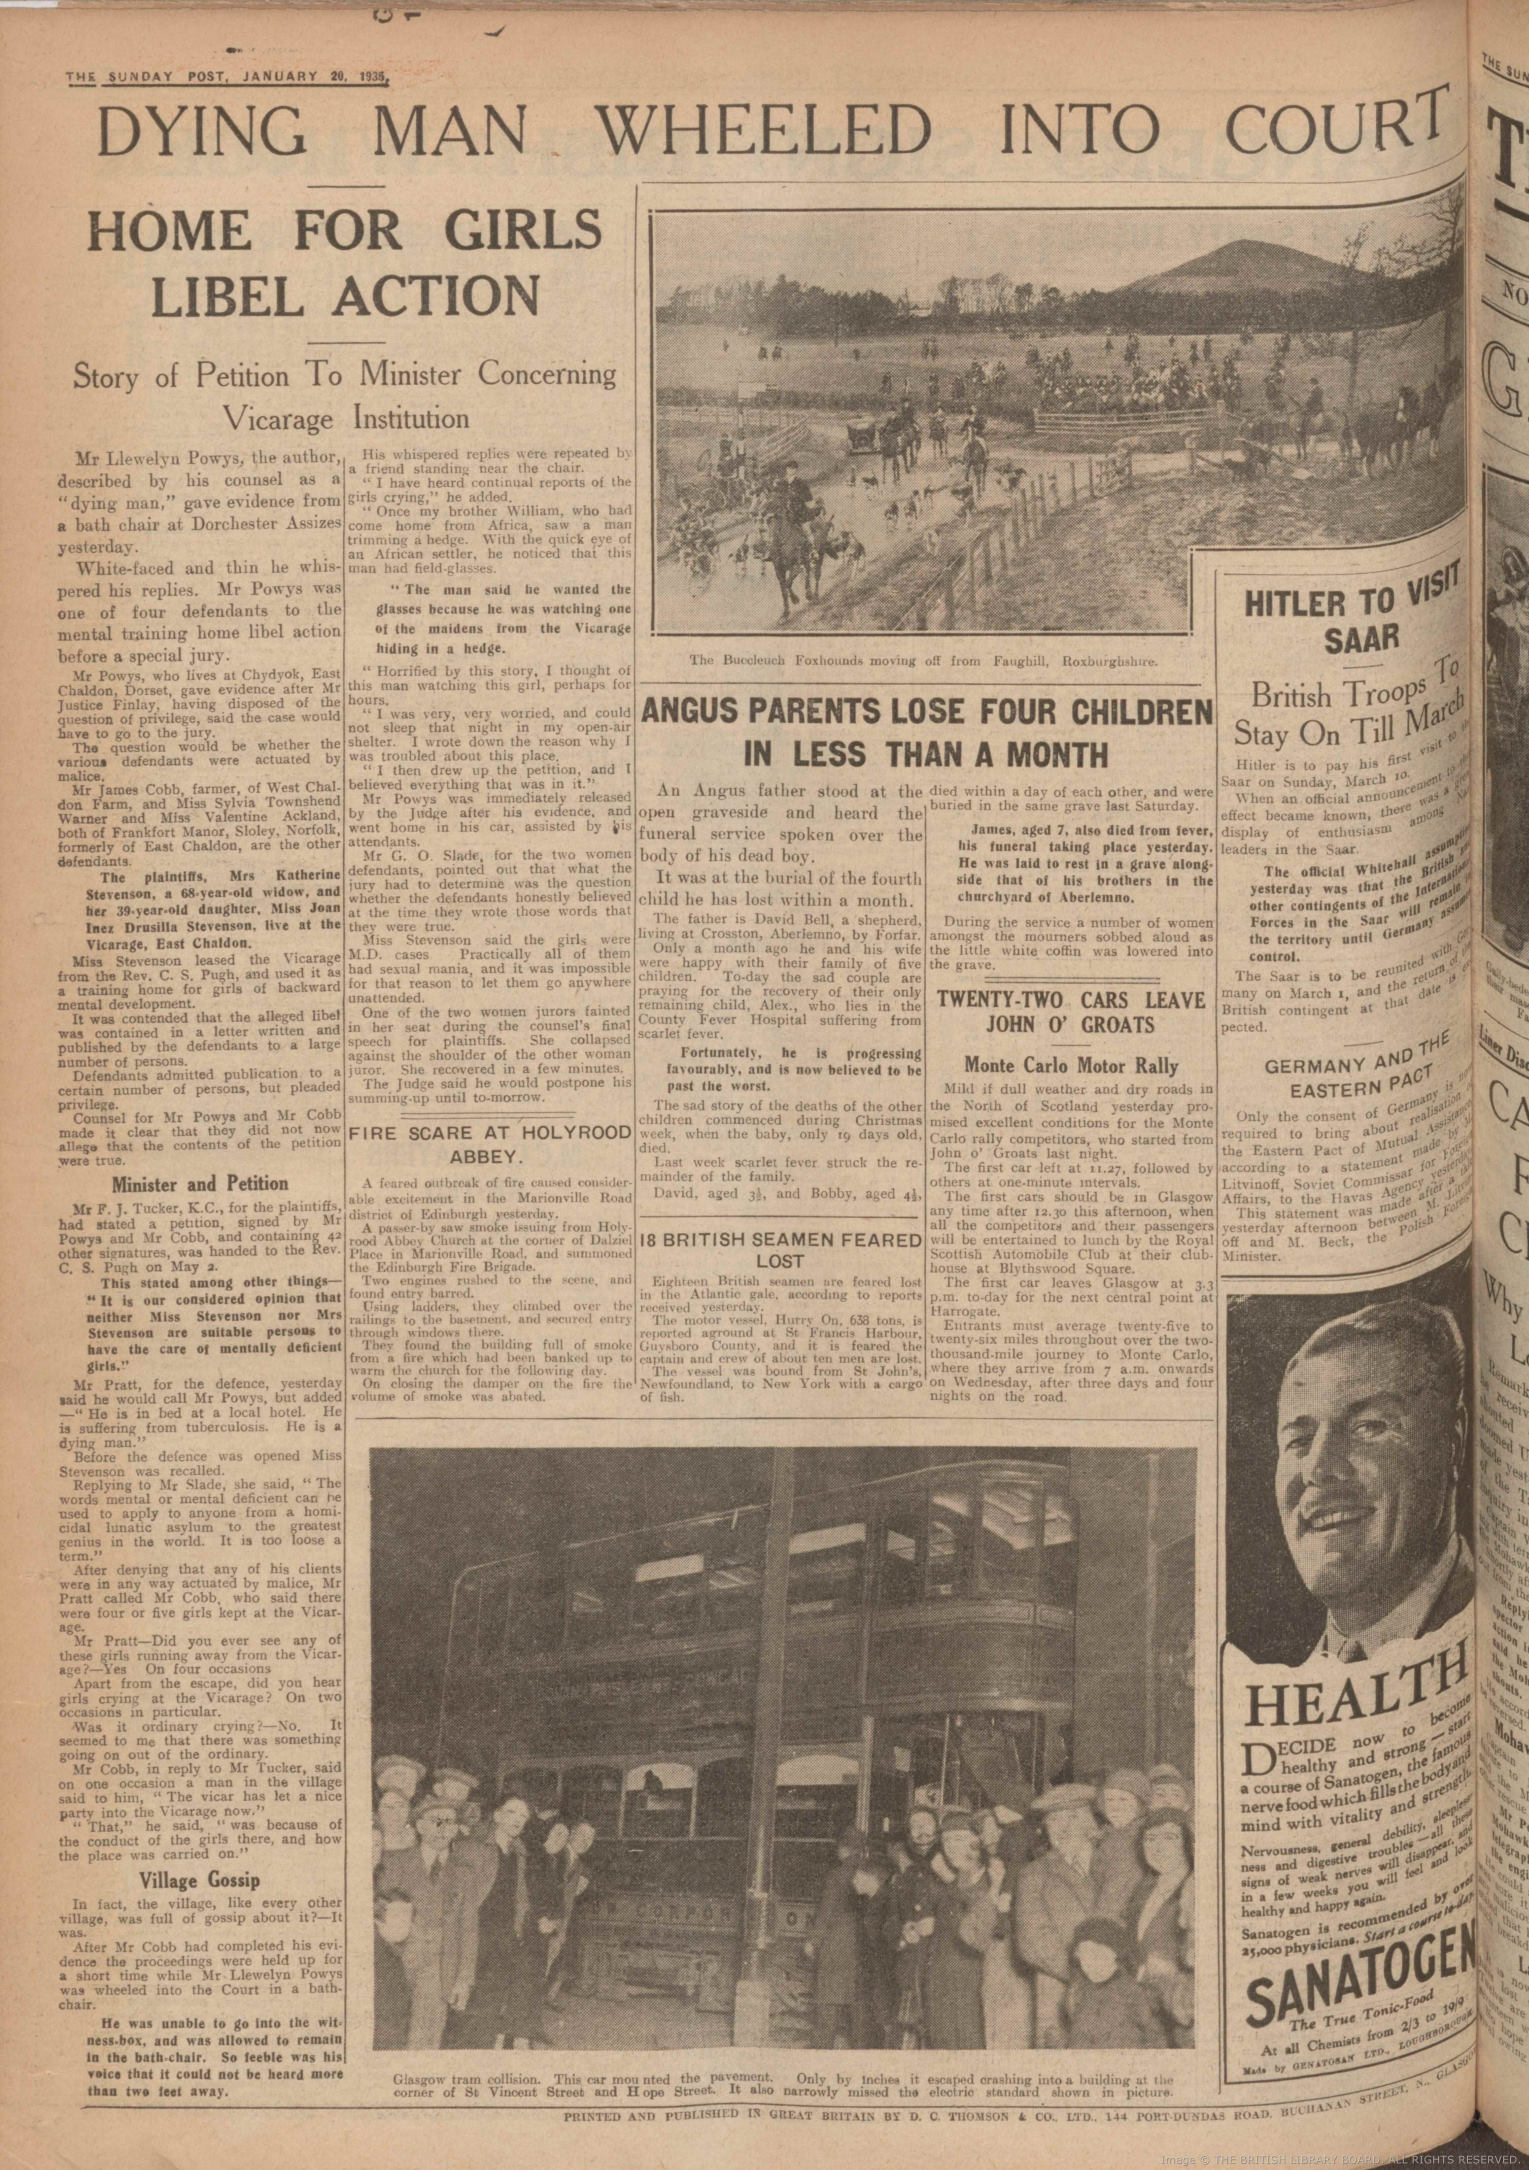 THE SUNDAY POST, JANUARY 20, 1935.
DYING MAN WHEELED INTO COURT
HOME FOR GIRLS
LIBEL ACTION
Story of Petition To Minister Concerning
Vicarage Institution
Mr Llewelyn Powys, the author,
described by his counsel as a
"dying man," gave evidence from
a bath chair at Dorchester Assizes
yesterday.
White-faced and thin he whis-
pered his replies. Mr Powys was
one of four defendants to the
mental training home libel action
before a special jury.
Mr Powys, who lives at Chydyok, East
Chaldon, Dorset, gave evidence after Mr
Justice Finlay, having disposed of the
question of privilege, said the case would
have to go to the jury.
The question would be whether the
various defendants were actuated by
malice.
Mr James Cobb, farmer, of West Chal-
don Farm, and Miss Sylvia Townshend
Warner and Miss Valentine Ackland,
both of Frankfort Manor, Sloley, Norfolk,
formerly of East Chaldon, are the other
defendants.
The plaintiffs, Mrs Katherine
Stevenson, a 68-year-old widow, and
her 39-year-old daughter, Miss Joan
Inez Drusilla Stevenson, live at the
Vicarage, East Chaldon.
Miss Stevenson leased the Vicarage
from the Rev. C. S. Pugh, and used it as
a training home for girls of backward
mental development.
It was contended that the alleged libel
was contained in a letter written and
published by the defendants to a large
number of persons.
Defendants admitted publication to a
certain number of persons, but pleaded
privilege.
Counsel for Mr Powys and Mr Cobb
made it clear that they did not now
allege that the contents of the petition
were true.
Minister and Petition
Mr F. J. Tucker, K.C., for the plaintiffs,
had stated a petition, signed by Mr
Powys and Mr Cobb, and containing 42
other signatures, was handed to the Rev.
C. S. Pugh on May 2.
This stated among other things—
"It is our considered opinion that
neither Miss Stevenson nor Mrs
Stevenson are suitable persons to
have the care of mentally deficient
girls."
Mr Pratt, for the defence, yesterday
said he would call Mr Powys, but added
—"He is in bed at a local hotel. He
is suffering from tuberculosis. He is a
dying man."
Before the defence was opened Miss
Stevenson was recalled.
Replying to Mr Slade, she said, "The
words mental or mental deficient can be
used to apply to anyone from a homi-
cidal lunatic asylum to the greatest
genius in the world. It is too loose a
term."
After denying that any of his clients
were in any way actuated by malice, Mr
Pratt called Mr Cobb, who said there
were four or five girls kept at the Vicar-
age.
Mr Pratt—Did you ever see any of
these girls running away from the Vicar-
age?—Yes On four occasions
Apart from the escape, did you hear
girls crying at the Vicarage? On two
occasions in particular.
Was it ordinary crying?—No. It
seemed to me that there was something
going on out of the ordinary.
Mr Cobb, in reply to Mr Tucker, said
on one occasion a man in the village
said to him, "The vicar has let a nice
party into the Vicarage now."
"That," he said, "was because of
the conduct of the girls there, and how
the place was carried on."
Village Gossip
In fact, the village, like every other
village, was full of gossip about it?—It
was.
After Mr Cobb had completed his evi-
dence the proceedings were held up for
a short time while Mr Llewelyn Powys
was wheeled into the Court in a bath-
chair.
He was unable to go into the wit-
ness-box, and was allowed to remain
in the bath-chair. So feeble was his
voice that it could not be heard more
than two feet away.
His whispered replies were repeated by
a friend standing near the chair.
"I have heard continual reports of the
girls crying," he added.
"Once my brother William, who had
come home from Africa, saw a man
trimming a hedge. With the quick eye of
an African settler, he noticed that this
man had field-glasses.
"The man said he wanted the
glasses because he was watching one
of the maidens from the Vicarage
hiding in a hedge.
"Horrified by this story, I thought of
this man watching this girl, perhaps for
hours.
"I was very, very worried, and could
not sleep that night in my open-air
shelter. I wrote down the reason why I
was troubled about this place.
"I then drew up the petition, and I
believed everything that was in it."
Mr Powys was immediately released
by the Judge after his evidence, and
went home in his car, assisted by his
attendants.
Mr G. O. Slade, for the two women
defendants, pointed out that what the
jury had to determine was the question
whether the defendants honestly believed
at the time they wrote those words that
they were true.
Miss Stevenson said the girls were
M.D. cases Practically all of them
had sexual mania, and it was impossible
for that reason to let them go anywhere
unattended.
One of the two women jurors fainted
in her seat during the counsel's final
speech for plaintiffs. She collapsed
against the shoulder of the other woman
juror. She recovered in a few minutes.
The Judge said he would postpone his
summing-up until to-morrow.
FIRE SCARE AT HOLYROOD
ABBEY.
A feared outbreak of fire caused consider-
able excitement in the Marionville Road
district of Edinburgh yesterday.
A passer-by saw smoke issuing from Holy-
rood Abbey Church at the corner of Dalziel
Place in Marionville Road, and summoned
the Edinburgh Fire Brigade.
Two engines rushed to the scene, and
found entry barred.
Using ladders, they climbed over the
railings to the basement, and secured entry
through windows there.
They found the building full of smoke
from a fire which had been banked up to
warm the church for the following day.
On closing the damper on the fire the
volume of smoke was abated.
The Buccleuch Foxhounds moving off from Faughill, Roxburghshire.
ANGUS PARENTS LOSE FOUR CHILDREN
IN LESS THAN A MONTH
An Angus father stood at the
open graveside and heard the
funeral service spoken over the
body of his dead boy.
It was at the burial of the fourth
child he has lost within a month.
The father is David Bell, a shepherd,
living at Crosston, Aberlemno, by Forfar.
Only a month ago he and his wife
were happy with their family of five
children. To-day the sad couple are
praying for the recovery of their only
remaining child, Alex., who lies in the
County Fever Hospital suffering from
scarlet fever.
Fortunately, he is progressing
favourably, and is now believed to be
past the worst.
The sad story of the deaths of the other
children commenced during Christmas
week, when the baby, only 19 days old,
died.
Last week scarlet fever struck the re-
mainder of the family.
David, aged 3½, and Bobby, aged 4½,
died within a day of each other, and were
buried in the same grave last Saturday.
James, aged 7, also died from fever,
his funeral taking place yesterday.
He was laid to rest in a grave along-
side that of his brothers in the
churchyard of Aberlemno.
During the service a number of women
amongst the mourners sobbed aloud as
the little white coffin was lowered into
the grave.
18 BRITISH SEAMEN FEARED
LOST
Eighteen British seamen are feared lost
in the Atlantic gale, according to reports
received yesterday.
The motor vessel, Hurry On, 638 tons, is
reported aground at St Francis Harbour,
Guysboro County, and it is feared the
captain and crew of about ten men are lost.
The vessel was bound from St John's,
Newfoundland, to New York with a cargo
of fish.
TWENTY-TWO CARS LEAVE
JOHN O' GROATS
Monte Carlo Motor Rally
Mild if dull weather and dry roads in
the North of Scotland yesterday pro-
mised excellent conditions for the Monte
Carlo rally competitors, who started from
John o' Groats last night.
The first car left at 11.27, followed by
others at one-minute intervals.
The first cars should be in Glasgow
any time after 12.30 this afternoon, when
all the competitors and their passengers
will be entertained to lunch by the Royal
Scottish Automobile Club at their club-
house at Blythswood Square.
The first car leaves Glasgow at 3.3
p.m. to-day for the next central point at
Harrogate.
Entrants must average twenty-five to
twenty-six miles throughout over the two-
thousand-mile journey to Monte Carlo,
where they arrive from 7 a.m. onwards
on Wednesday, after three days and four
nights on the road.
HITLER TO VISIT
SAAR
British Troops To
Stay On Till March
Hitler is to pay his first visit to the
Saar on Sunday, March 10.
When an official announcement to the
effect became known, there was a great
display of enthusiasm among
leaders in the Saar.
The official Whitehall
yesterday was that the British
other contingents of the
Forces in the Saar will remain
the territory until Germany
control.
The Saar is to be reunited with
many on March 1, and the return of
British contingent at that date is
pected.
GERMANY AND THE
EASTERN PACT
Only the consent of Germany is
required to bring about realisation
the Eastern Pact of Mutual Assistance
according to a statement made by M.
Litvinoff, Soviet Commissar for Foreign
Affairs, to the Havas Agency yesterday
This statement was made after a
yesterday afternoon between M. Litvin-
off and M. Beck, the Polish Foreign
Minister.
HEALTH
DECIDE now to become
healthy and strong—start
a course of Sanatogen, the famous
nerve food which fills the body and
mind with vitality and strength.
Nervousness, general debility, sleepless-
ness and digestive troubles—all these
signs of weak nerves will disappear, and
in a few weeks you will feel and look
healthy and happy again.
Sanatogen is recommended by over
25,000 physicians. Start a course to-day.
SANATOGEN
The True Tonic-Food
At all Chemists from 2/3 to 19/9
Made by GENATOSAN LTD., LOUGHBOROUGH
Glasgow tram collision. This car mounted the pavement. Only by inches it escaped crashing into a building at the
corner of St Vincent Street and Hope Street. It also narrowly missed the electric standard shown in picture.
PRINTED AND PUBLISHED IN GREAT BRITAIN BY D. C. THOMSON & CO., LTD., 144 PORT-DUNDAS ROAD, BUCHANAN STREET, N., GLASGOW
Image © THE BRITISH LIBRARY BOARD. ALL RIGHTS RESERVED.